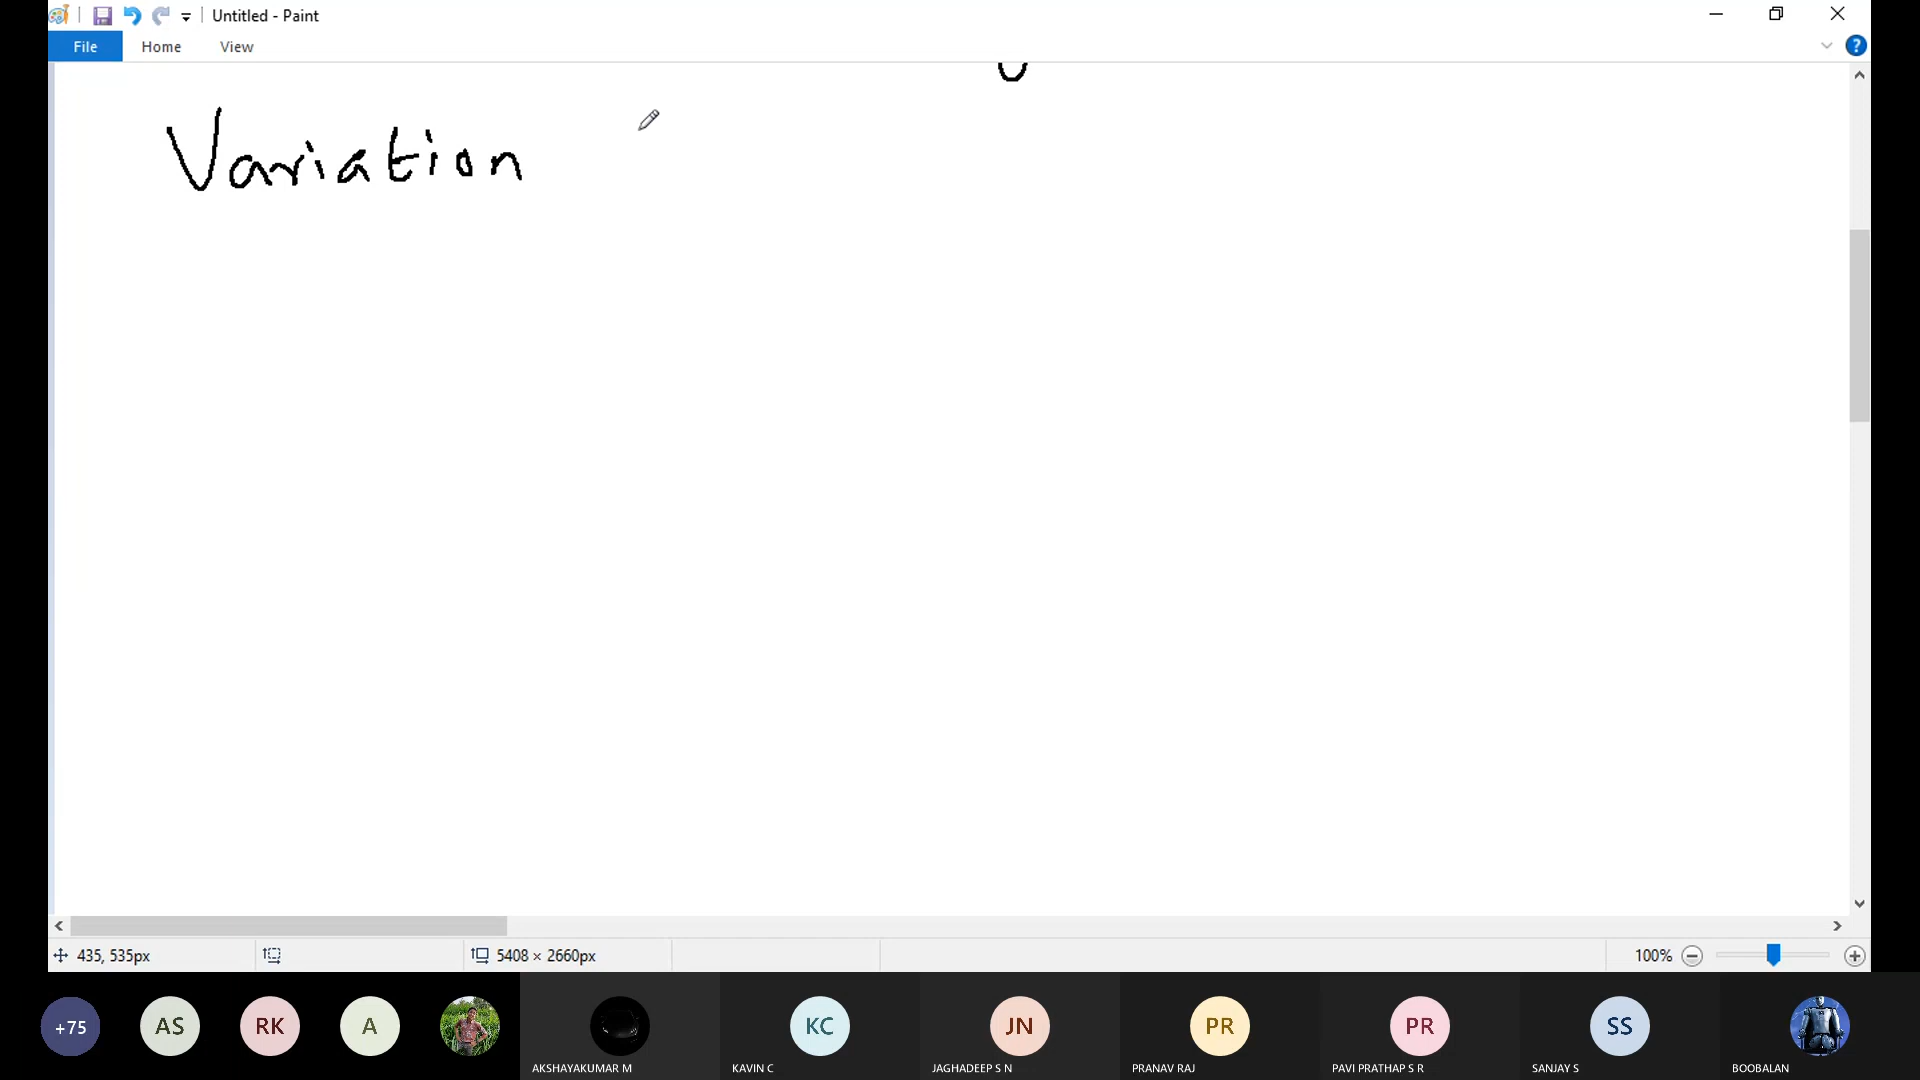 Untitled - Paint
File Home View
Variation
435, 535px
5408 × 2660px
100%
+75
AS
RK
A
KC
JN
PR
PR
SS
AKSHAYAKUMAR M
KAVIN C
JAGHADEEP S N
PRANAV RAJ
PAVI PRATHAP S R
SANJAY S
BOOBALAN